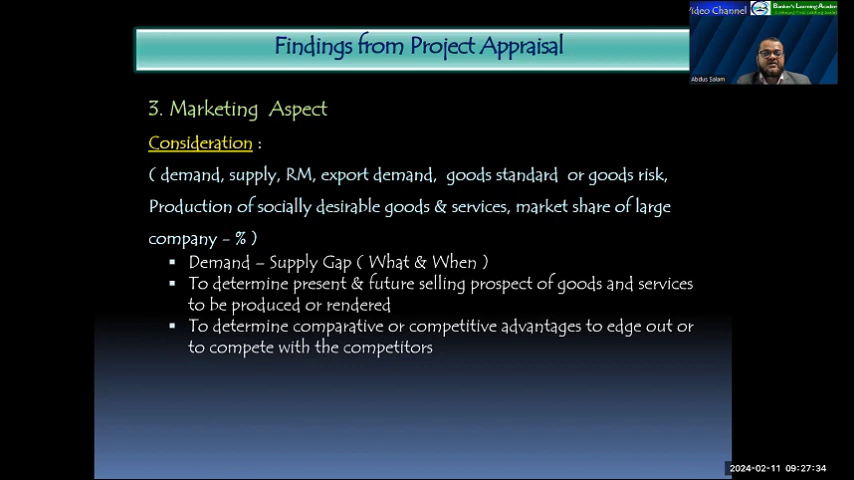 Findings from Project Appraisal
Video Channel
Banker's Learning Academy
Abdus Salam
3. Marketing Aspect
Consideration :
( demand, supply, RM, export demand, goods standard or goods risk,
Production of socially desirable goods & services, market share of large
company - % )
▪ Demand – Supply Gap ( What & When )
▪ To determine present & future selling prospect of goods and services
to be produced or rendered
▪ To determine comparative or competitive advantages to edge out or
to compete with the competitors
2024-02-11 09:27:34